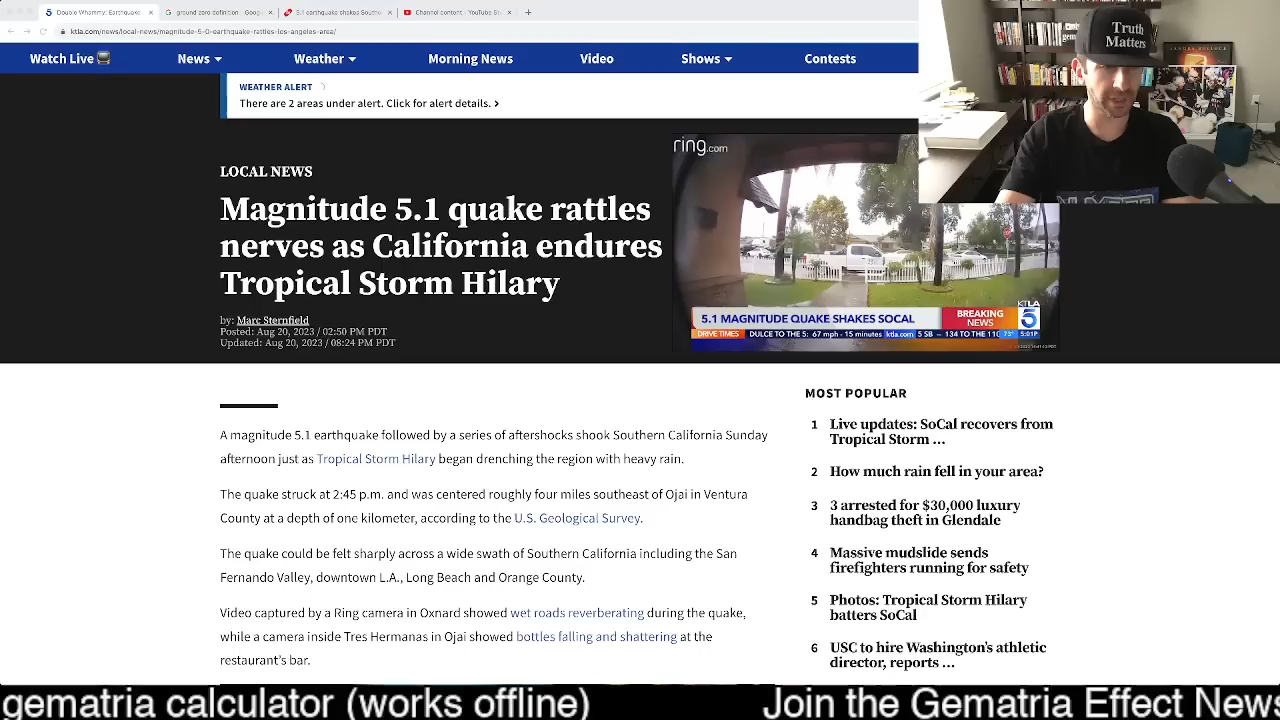 Double Whammy: Earthquake
ground zero definition - Goog
5.1 earthquake shakes Southe
Channel content - YouTube St
ktla.com/news/local-news/magnitude-5-0-earthquake-rattles-los-angeles-area/
Watch Live
News
Weather
Morning News
Video
Shows
Contests
WEATHER ALERT
There are 2 areas under alert. Click for alert details.
Truth
Matters
SANDRA BULLOCK
LOCAL NEWS
Magnitude 5.1 quake rattles
nerves as California endures
Tropical Storm Hilary
by: Marc Sternfield
Posted: Aug 20, 2023 / 02:50 PM PDT
Updated: Aug 20, 2023 / 08:24 PM PDT
ring.com
5.1 MAGNITUDE QUAKE SHAKES SOCAL
BREAKING
NEWS
KTLA
5
DRIVE TIMES DULCE TO THE 5: 67 mph - 15 minutes ktla.com 5 SB -- 134 TO THE 110 73° 5:01P
A magnitude 5.1 earthquake followed by a series of aftershocks shook Southern California Sunday
afternoon just as Tropical Storm Hilary began drenching the region with heavy rain.
The quake struck at 2:45 p.m. and was centered roughly four miles southeast of Ojai in Ventura
County at a depth of one kilometer, according to the U.S. Geological Survey.
The quake could be felt sharply across a wide swath of Southern California including the San
Fernando Valley, downtown L.A., Long Beach and Orange County.
Video captured by a Ring camera in Oxnard showed wet roads reverberating during the quake,
while a camera inside Tres Hermanas in Ojai showed bottles falling and shattering at the
restaurant's bar.
MOST POPULAR
1 Live updates: SoCal recovers from
Tropical Storm ...
2 How much rain fell in your area?
3 3 arrested for $30,000 luxury
handbag theft in Glendale
4 Massive mudslide sends
firefighters running for safety
5 Photos: Tropical Storm Hilary
batters SoCal
6 USC to hire Washington's athletic
director, reports ...
gematria calculator (works offline)
Join the Gematria Effect News